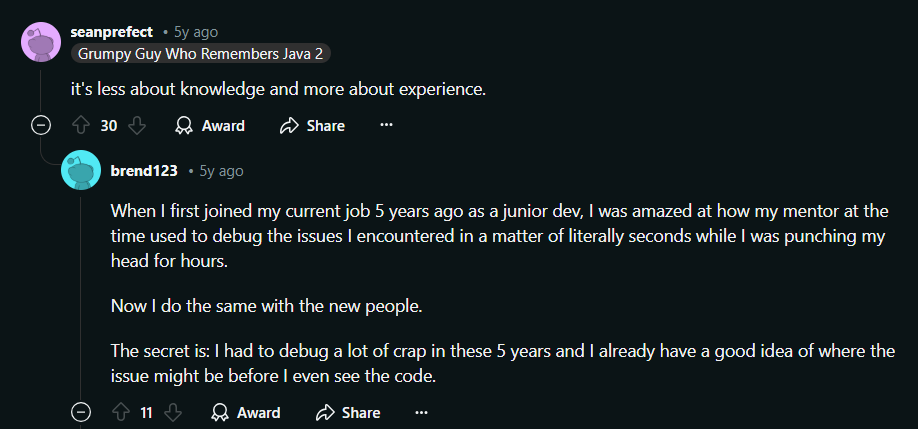 seanprefect • 5y ago
Grumpy Guy Who Remembers Java 2
it's less about knowledge and more about experience.
30 Award Share ...
brend123 • 5y ago
When I first joined my current job 5 years ago as a junior dev, I was amazed at how my mentor at the
time used to debug the issues I encountered in a matter of literally seconds while I was punching my
head for hours.
Now I do the same with the new people.
The secret is: I had to debug a lot of crap in these 5 years and I already have a good idea of where the
issue might be before I even see the code.
11 Award Share ...